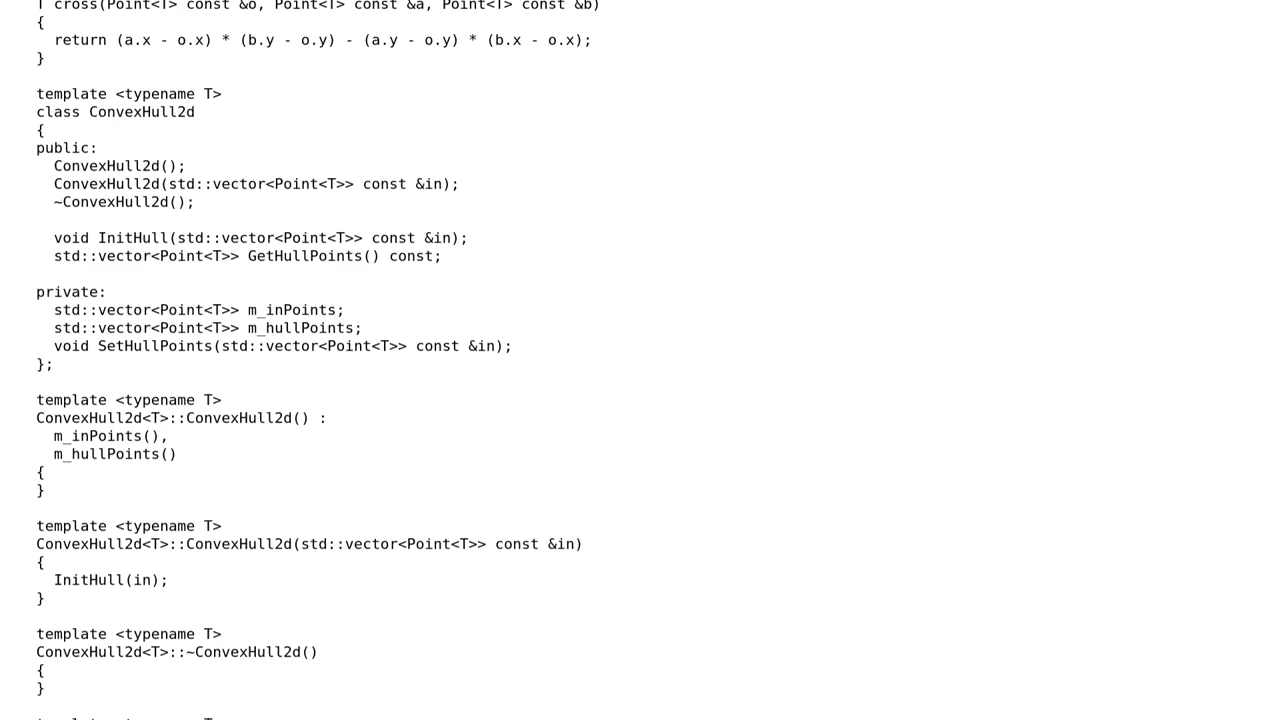 T cross(Point<T> const &o, Point<T> const &a, Point<T> const &b)
{
  return (a.x - o.x) * (b.y - o.y) - (a.y - o.y) * (b.x - o.x);
}

template <typename T>
class ConvexHull2d
{
public:
  ConvexHull2d();
  ConvexHull2d(std::vector<Point<T>> const &in);
  ~ConvexHull2d();

  void InitHull(std::vector<Point<T>> const &in);
  std::vector<Point<T>> GetHullPoints() const;

private:
  std::vector<Point<T>> m_inPoints;
  std::vector<Point<T>> m_hullPoints;
  void SetHullPoints(std::vector<Point<T>> const &in);
};

template <typename T>
ConvexHull2d<T>::ConvexHull2d() :
  m_inPoints(),
  m_hullPoints()
{
}

template <typename T>
ConvexHull2d<T>::ConvexHull2d(std::vector<Point<T>> const &in)
{
  InitHull(in);
}

template <typename T>
ConvexHull2d<T>::~ConvexHull2d()
{
}